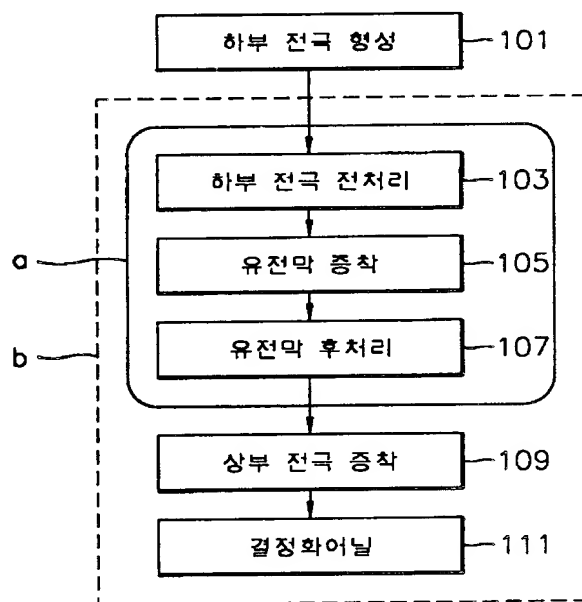 하부 전극 형성 101
하부 전극 전처리 103
a
유전막 증착 105
b
유전막 후처리 107
상부 전극 증착 109
결정화어닐 111